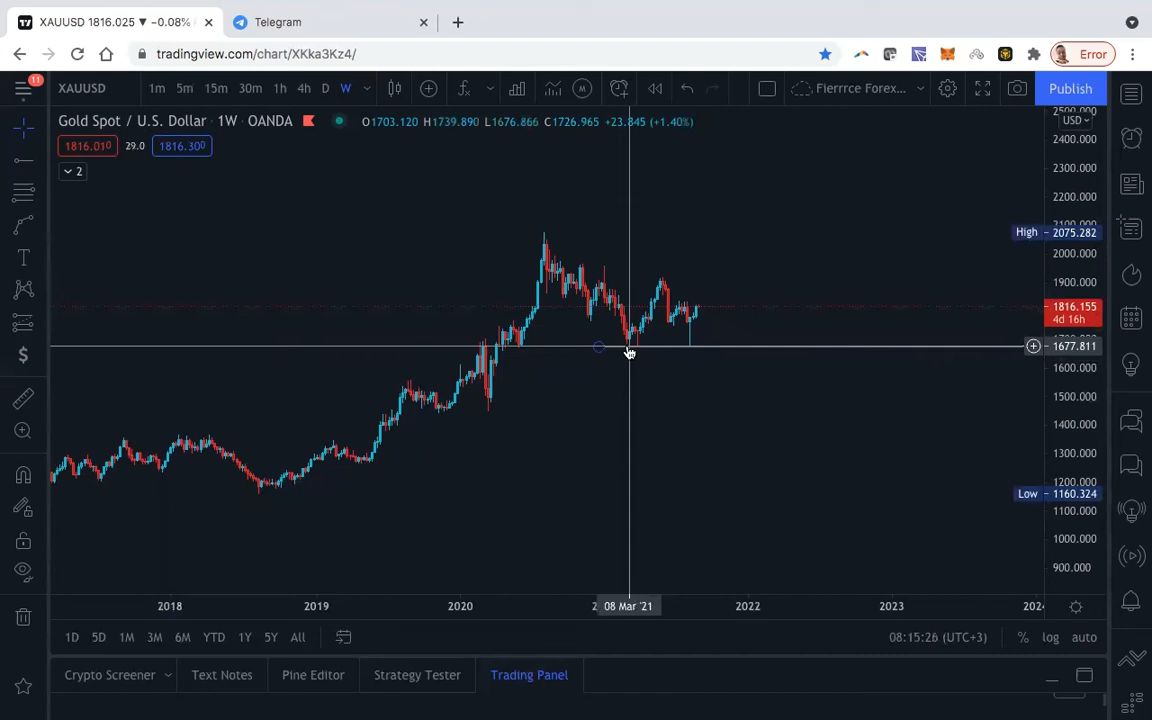 XAUUSD 1816.025 ▼ −0.08%
Telegram
tradingview.com/chart/XKka3Kz4/
Error
11
XAUUSD
1m 5m 15m 30m 1h 4h D W
Fierrrce Forex...
Publish
Gold Spot / U.S. Dollar · 1W · OANDA
O1703.120 H1739.890 L1676.866 C1726.965 +23.845 (+1.40%)
1816.010 29.0 1816.300
2
USD
2400.000
2300.000
2200.000
High 2075.282
2000.000
1900.000
1816.155
4d 16h
1677.811
1600.000
1500.000
1400.000
1300.000
1200.000
Low 1160.324
1100.000
1000.000
900.000
2018 2019 2020 08 Mar '21 2022 2023 2024
1D 5D 1M 3M 6M YTD 1Y 5Y All
08:15:26 (UTC+3) % log auto
Crypto Screener Text Notes Pine Editor Strategy Tester Trading Panel